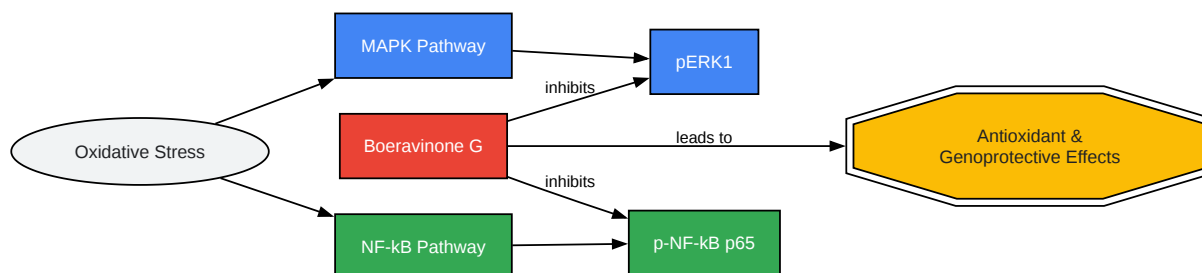 MAPK Pathway
pERK1
inhibits
Oxidative Stress
Boeravinone G
leads to
Antioxidant &
Genoprotective Effects
inhibits
NF-kB Pathway
p-NF-kB p65